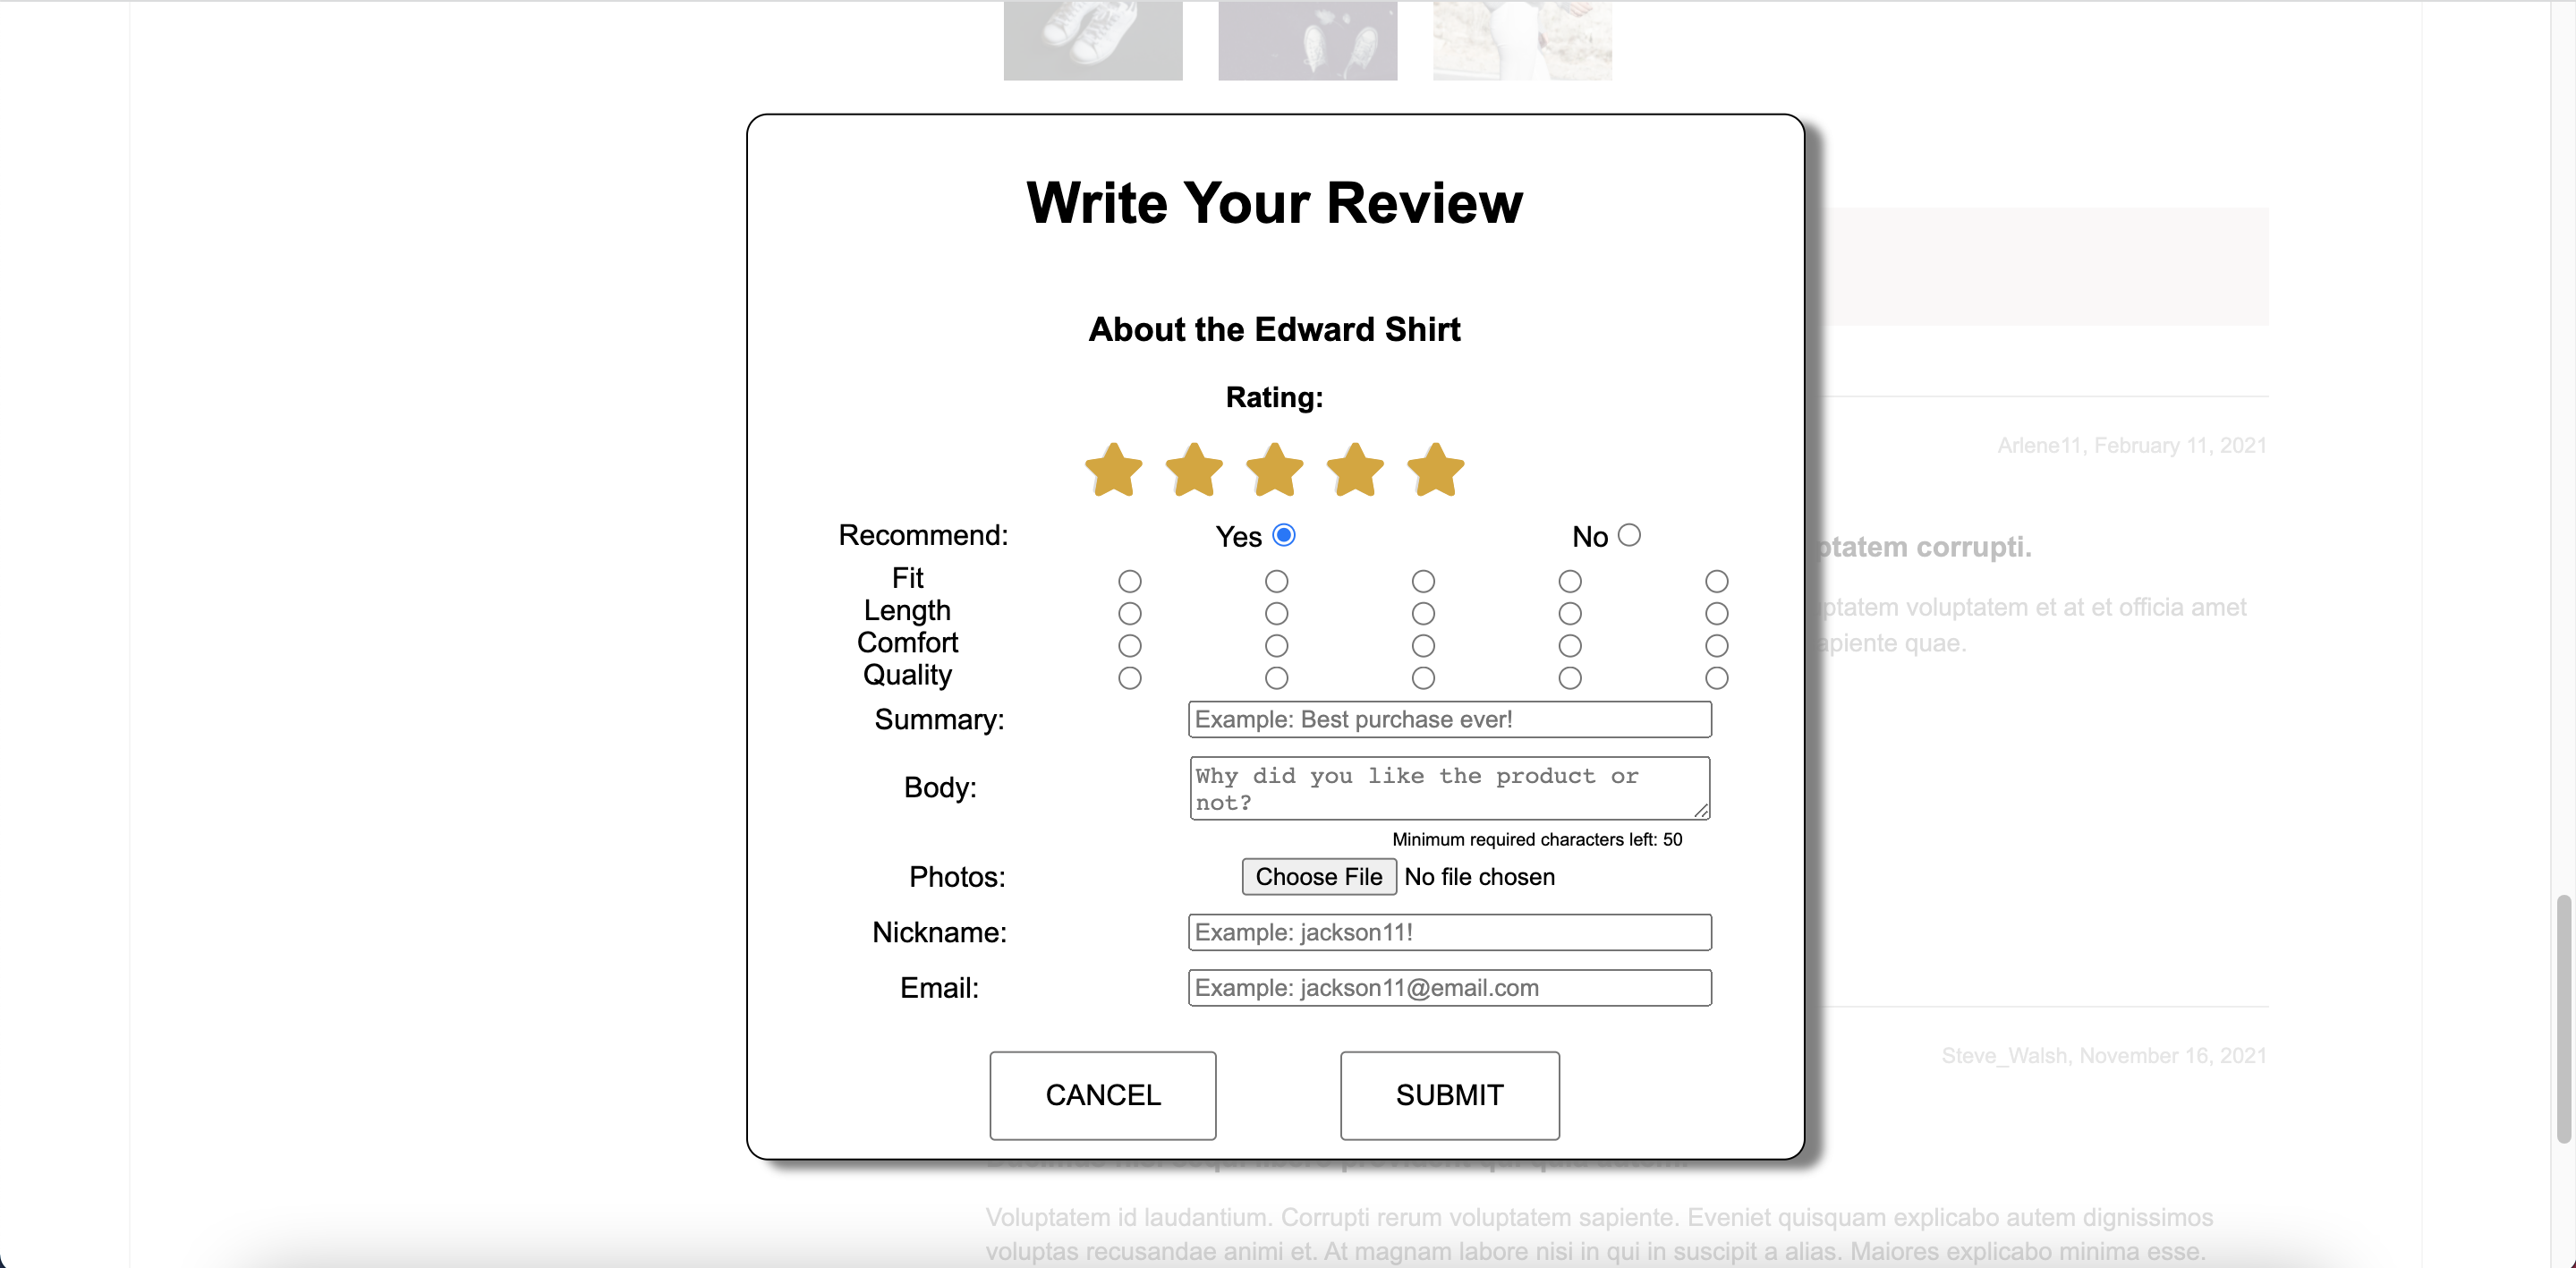 Write Your Review
About the Edward Shirt
Rating:
Arlene11, February 11, 2021
Recommend: Yes No
ptatem corrupti.
Fit
Length
ptatem voluptatem et at et officia amet
Comfort
apiente quae.
Quality
Summary: Example: Best purchase ever!
Body: Why did you like the product or
not?
Minimum required characters left: 50
Photos: Choose File No file chosen
Nickname: Example: jackson11!
Email: Example: jackson11@email.com
Steve_Walsh, November 16, 2021
CANCEL SUBMIT
Voluptatem id laudantium. Corrupti rerum voluptatem sapiente. Eveniet quisquam explicabo autem dignissimos
voluptas recusandae animi et. At magnam labore nisi in qui in suscipit a alias. Maiores explicabo minima esse.